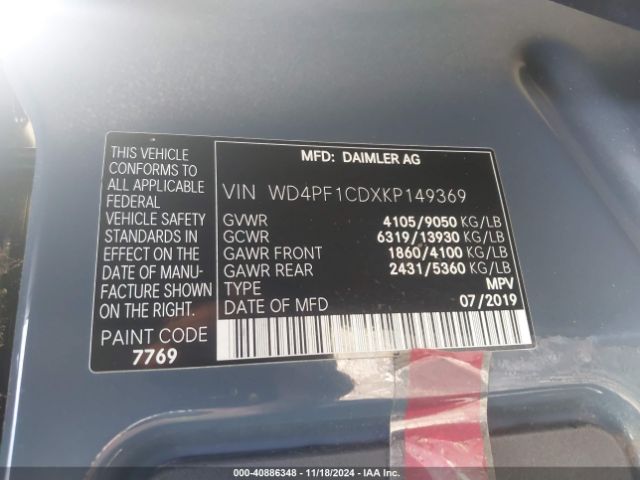 THIS VEHICLE
CONFORMS TO
ALL APPLICABLE
FEDERAL
VEHICLE SAFETY
STANDARDS IN
EFFECT ON THE
DATE OF MANU-
FACTURE SHOWN
ON THE RIGHT.
PAINT CODE
7769
MFD: DAIMLER AG
VIN WD4PF1CDXKP149369
GVWR 4105/9050 KG/LB
GCWR 6319/13930 KG/LB
GAWR FRONT 1860/4100 KG/LB
GAWR REAR 2431/5360 KG/LB
TYPE MPV
DATE OF MFD 07/2019
000-40886348 - 11/18/2024 - IAA Inc.